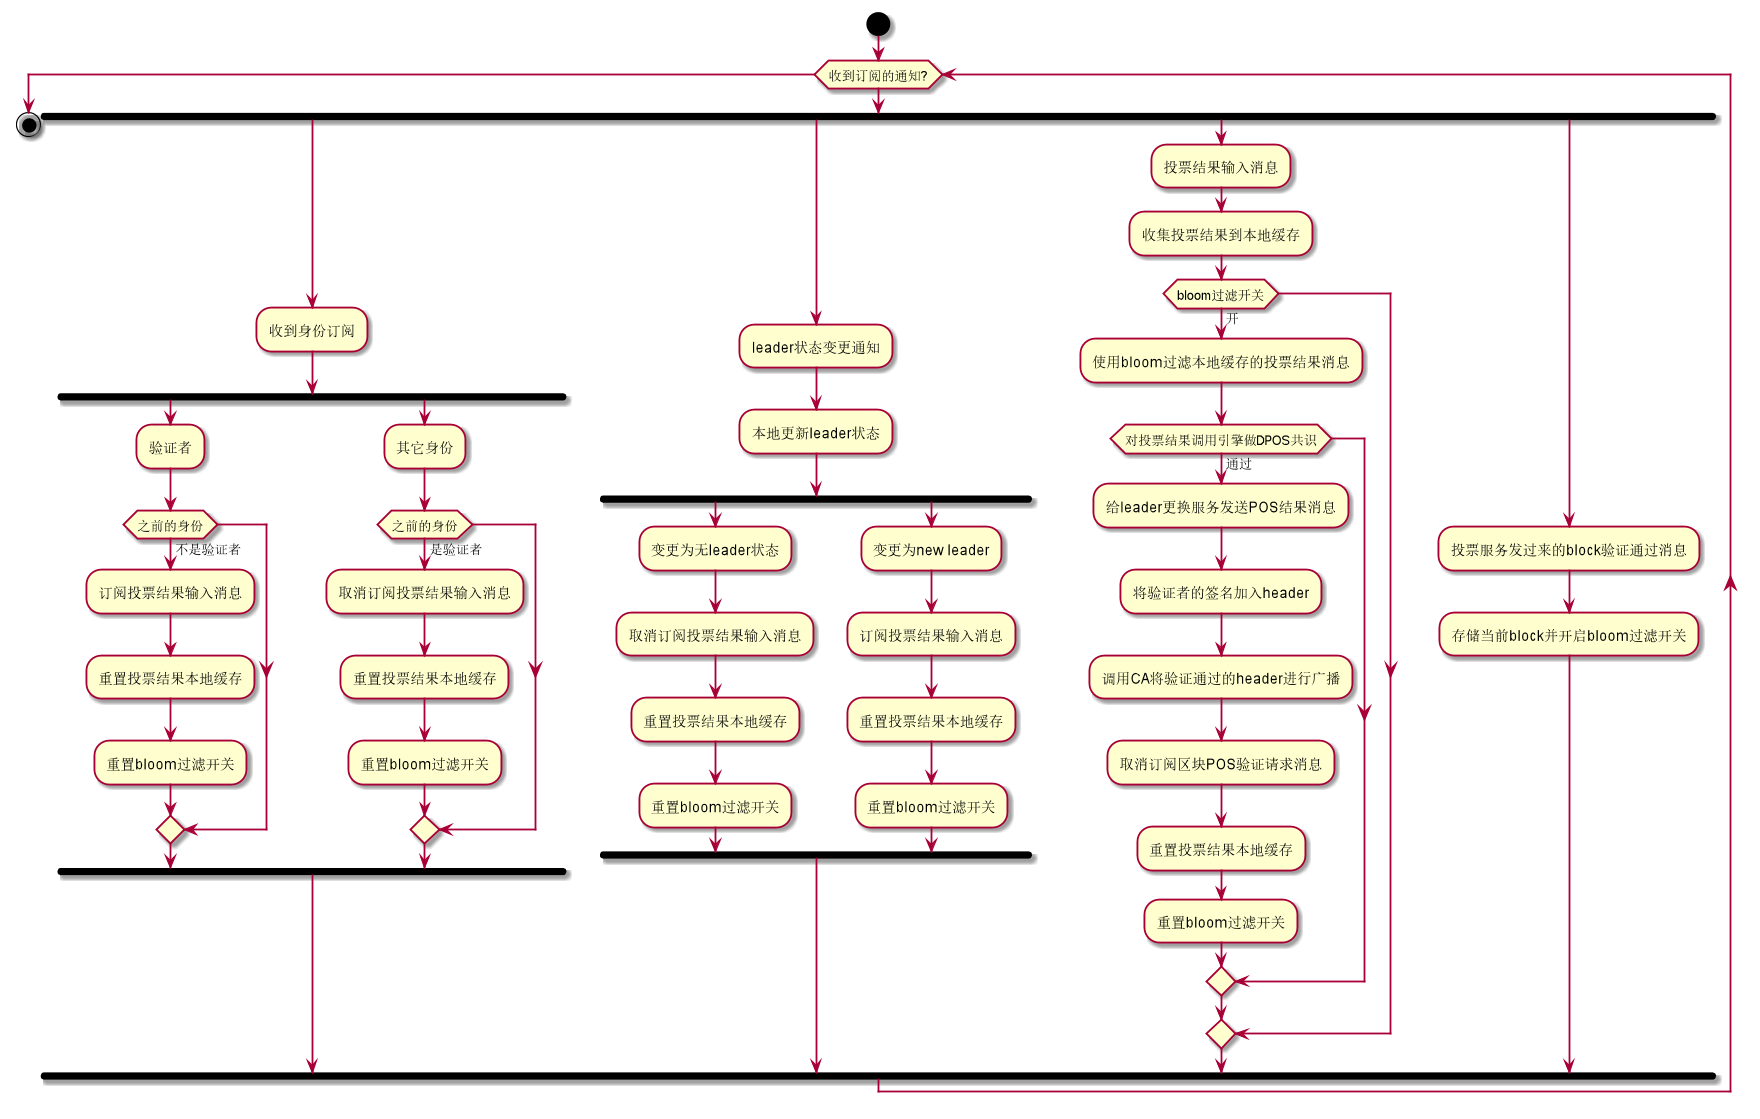 收到订阅的通知?
收到身份订阅
验证者
之前的身份
不是验证者
订阅投票结果输入消息
重置投票结果本地缓存
重置bloom过滤开关
其它身份
之前的身份
是验证者
取消订阅投票结果输入消息
重置投票结果本地缓存
重置bloom过滤开关
leader状态变更通知
本地更新leader状态
变更为无leader状态
取消订阅投票结果输入消息
重置投票结果本地缓存
重置bloom过滤开关
变更为new leader
订阅投票结果输入消息
重置投票结果本地缓存
重置bloom过滤开关
投票结果输入消息
收集投票结果到本地缓存
bloom过滤开关
开
使用bloom过滤本地缓存的投票结果消息
对投票结果调用引擎做DPOS共识
通过
给leader更换服务发送POS结果消息
将验证者的签名加入header
调用CA将验证通过的header进行广播
取消订阅区块POS验证请求消息
重置投票结果本地缓存
重置bloom过滤开关
投票服务发过来的block验证通过消息
存储当前block并开启bloom过滤开关